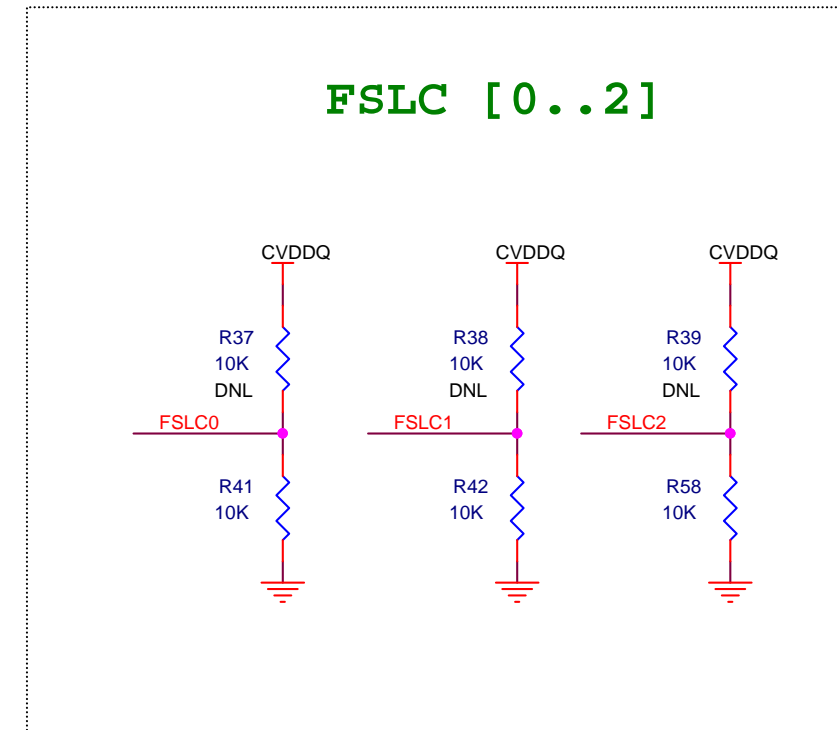 FSLC [0..2]
CVDDQ CVDDQ CVDDQ
R37 R38 R39
10K 10K 10K
DNL DNL DNL
FSLC0 FSLC1 FSLC2
R41 R42 R58
10K 10K 10K